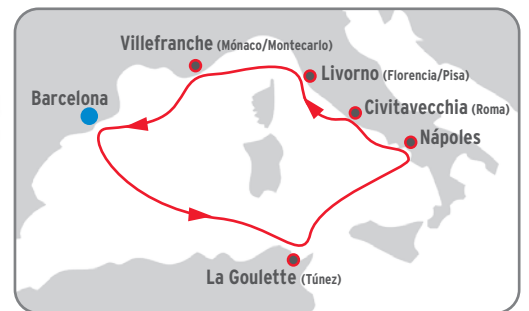 Villefranche (Mónaco/Montecarlo)
Livorno (Florencia/Pisa)
Barcelona
Civitavecchia (Roma)
Nápoles
La Goulette (Túnez)